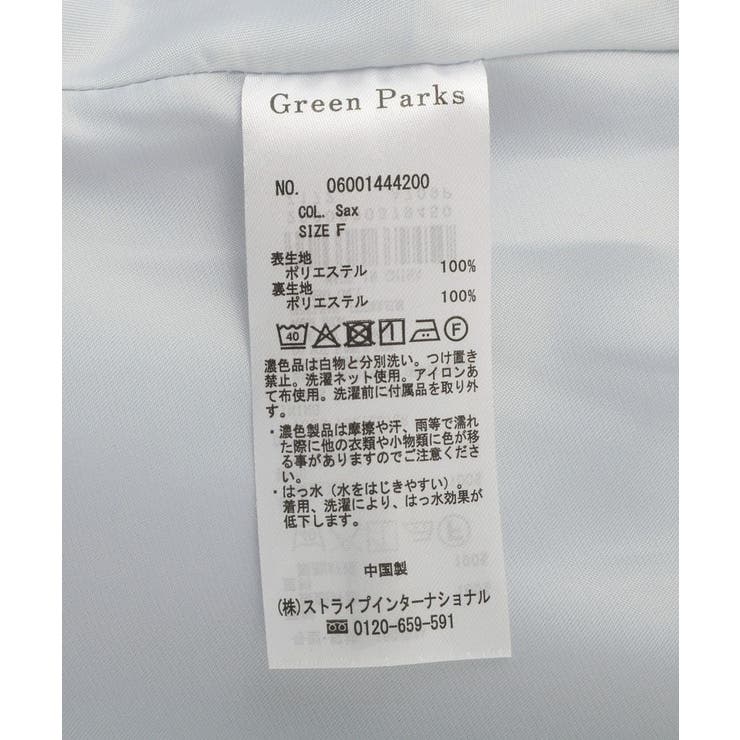 Green Parks
NO. 06001444200
COL. Sax
SIZE F
表生地
ポリエステル 100%
裏生地
ポリエステル 100%
40 F
濃色品は白物と分別洗い。つけ置き
禁止。洗濯ネット使用。アイロンあ
て布使用。洗濯前に付属品を取り外
す。
・濃色製品は摩擦や汗、雨等で濡れ
た際に他の衣類や小物類に色が移
る事がありますのでご注意くださ
い。
・はっ水（水をはじきやすい）。
着用、洗濯により、はっ水効果が
低下します。
中国製
(株)ストライプインターナショナル
0120-659-591